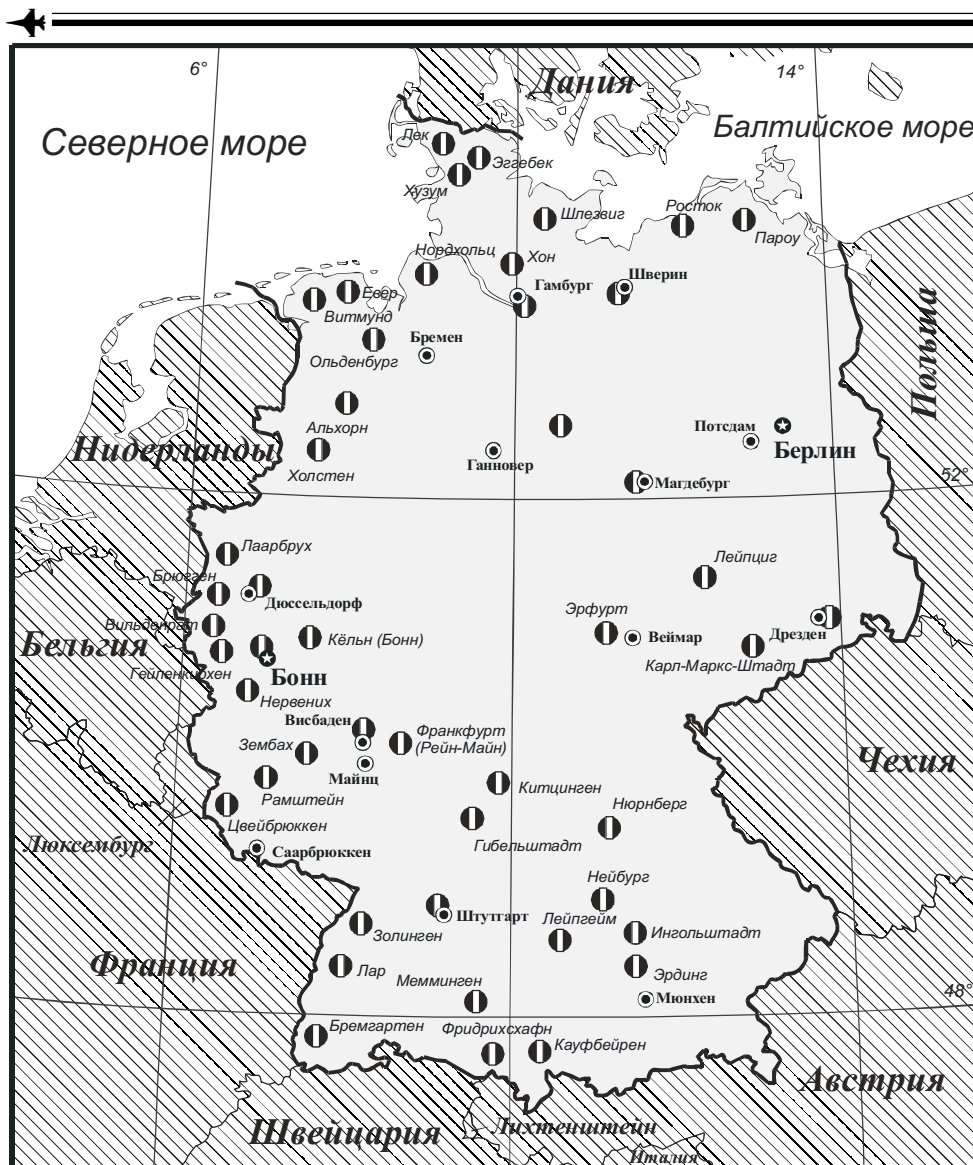 6°
14°
Дания
Северное море
Балтийское море
Лек
Эггебек
Хузум
Шлезвиг
Росток
Пароу
Нордхольц
Хон
Шверин
Гамбург
Евер
Витмунд
Бремен
Ольденбург
Польша
Альхорн
Потсдам
Берлин
Нидерланды
Холстен
Ганновер
Магдебург
52°
Лаарбрух
Лейпциг
Брюгген
Дюссельдорф
Вильденрат
Эрфурт
Веймар
Дрезден
Бельгия
Кёльн (Бонн)
Карл-Маркс-Штадт
Гейленкирхен
Бонн
Нервених
Висбаден
Франкфурт
(Рейн-Майн)
Зембах
Чехия
Майнц
Рамштейн
Китцинген
Цвейбрюккен
Нюрнберг
Люксембург
Саарбрюккен
Гибельштадт
Нейбург
Штутгарт
Лейпгейм
Золинген
Ингольштадт
Франция
Лар
Мемминген
Эрдинг
Мюнхен
48°
Бремгартен
Фридрихсхафн
Кауфбейрен
Австрия
Швейцария
Лихтенштейн
Италия